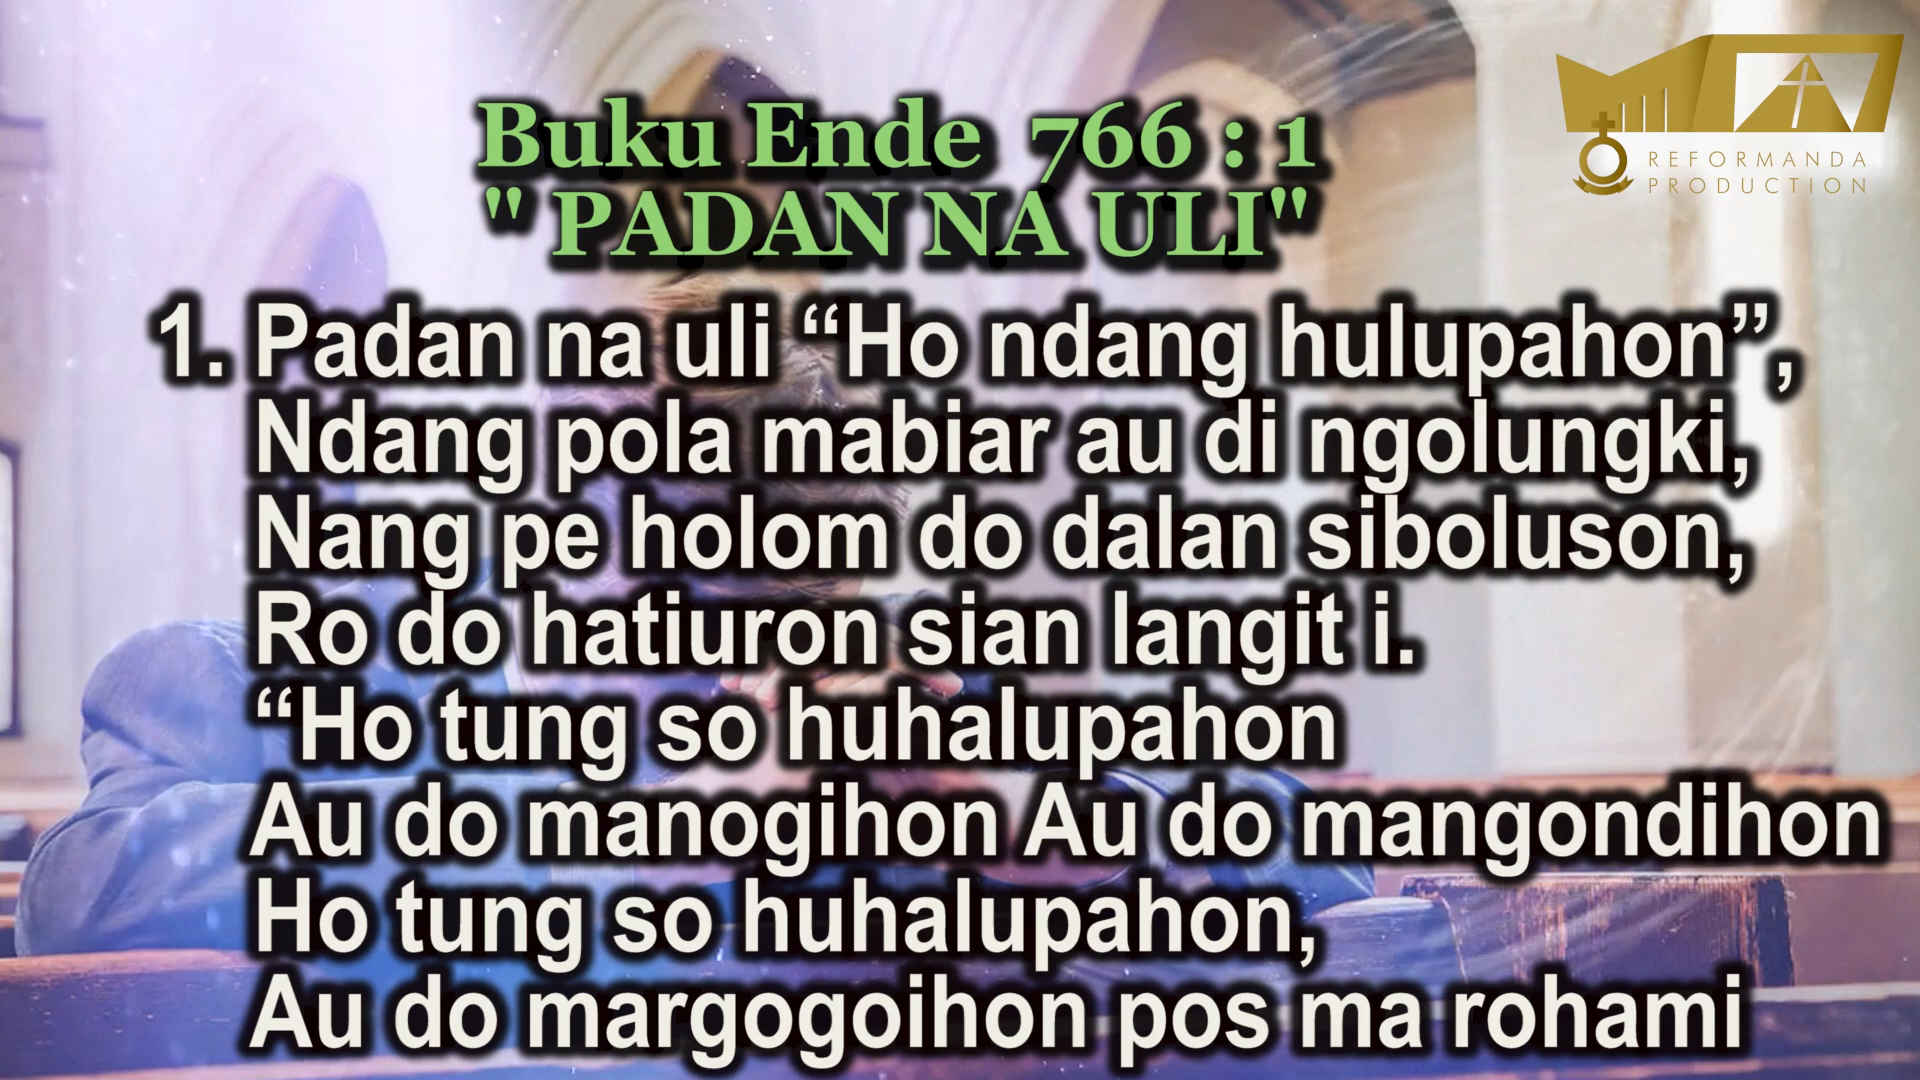 Buku Ende 766 : 1
" PADAN NA ULI"
REFORMANDA
PRODUCTION
1. Padan na uli “Ho ndang hulupahon”,
Ndang pola mabiar au di ngolungki,
Nang pe holom do dalan siboluson,
Ro do hatiuron sian langit i.
“Ho tung so huhalupahon
Au do manogihon Au do mangondihon
Ho tung so huhalupahon,
Au do margogoihon pos ma rohami